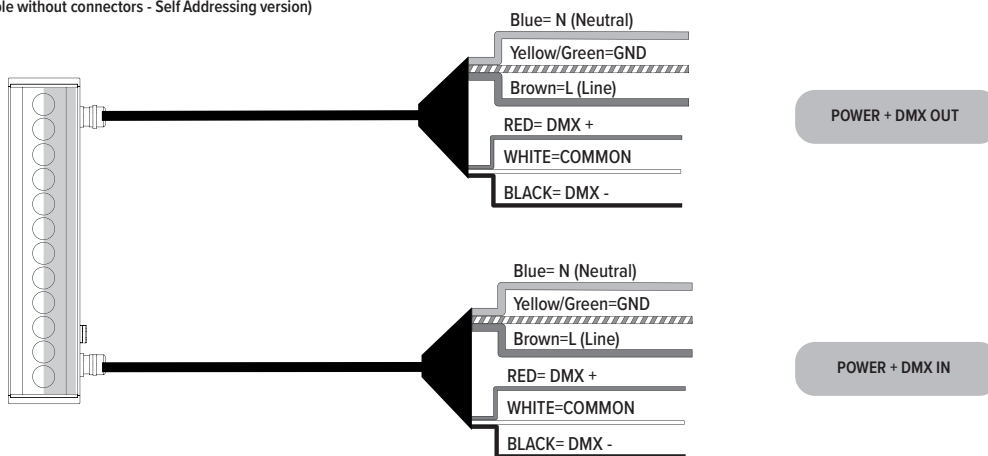 ble without connectors - Self Addressing version)
Blue= N (Neutral)
Yellow/Green=GND
Brown=L (Line)
RED= DMX +
WHITE=COMMON
BLACK= DMX -
POWER + DMX OUT
Blue= N (Neutral)
Yellow/Green=GND
Brown=L (Line)
RED= DMX +
WHITE=COMMON
BLACK= DMX -
POWER + DMX IN